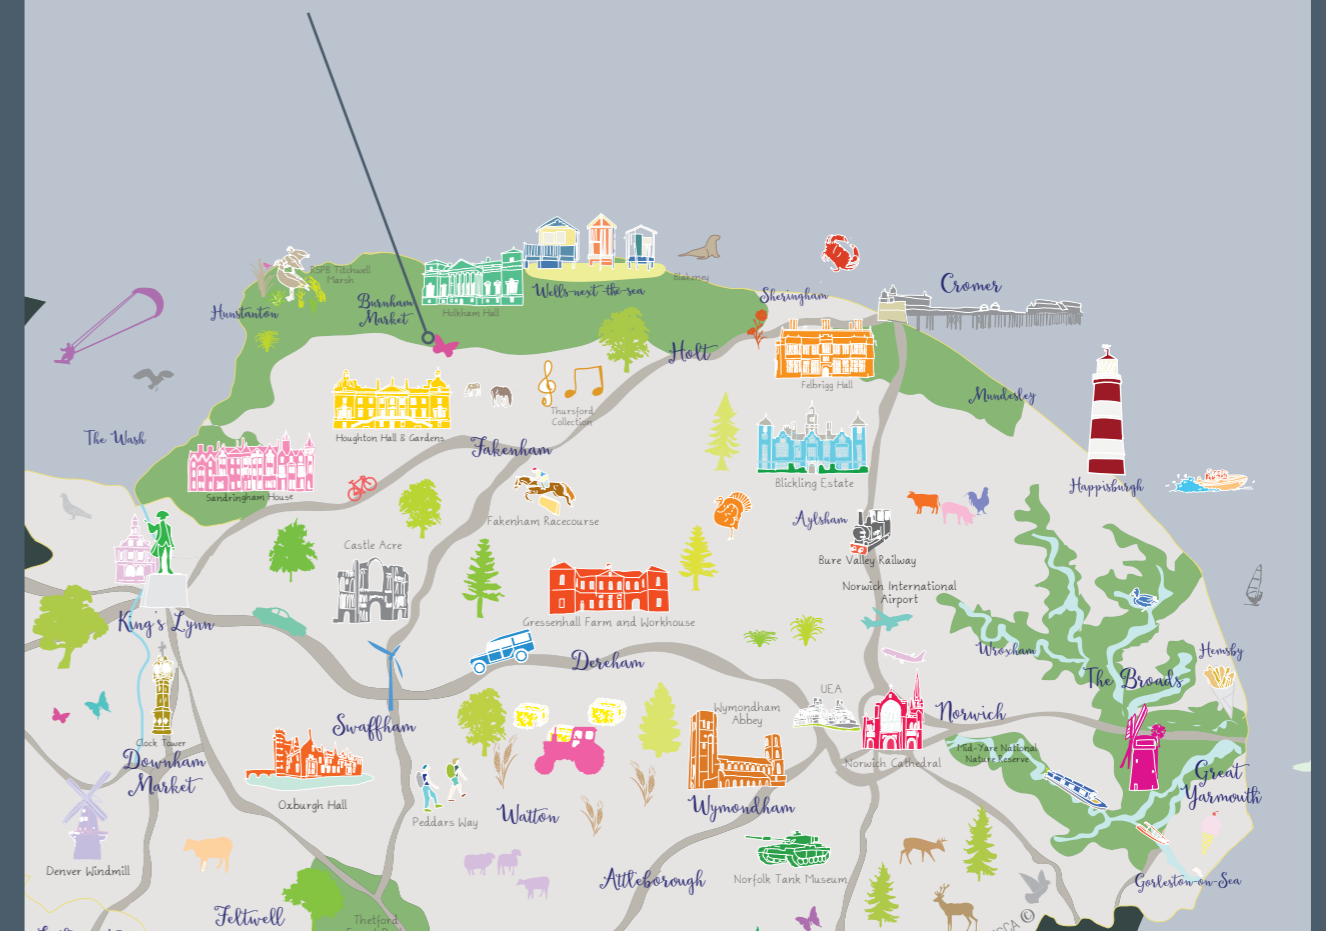 RSPB Titchwell
Marsh
Hunstanton
Burnham
Market
Holkham Hall
Wells-next-the-sea
Blakeney
Sheringham
Cromer
Holt
Felbrigg Hall
Mundesley
Thursford
Collection
Houghton Hall & Gardens
The Wash
Fakenham
Sandringham House
Blickling Estate
Happisburgh
Fakenham Racecourse
Aylsham
Castle Acre
Bure Valley Railway
Norwich International
Airport
King's Lynn
Gressenhall Farm and Workhouse
Wroxham
Hemsby
Dereham
The Broads
UEA
Wymondham
Abbey
Norwich
Swaffham
Clock Tower
Mid-Yare National
Nature Reserve
Norwich Cathedral
Downham
Market
Great
Yarmouth
Oxburgh Hall
Peddars Way
Watton
Wymondham
Denver Windmill
Norfolk Tank Museum
Attleborough
Gorleston-on-Sea
Feltwell
Thetford
©